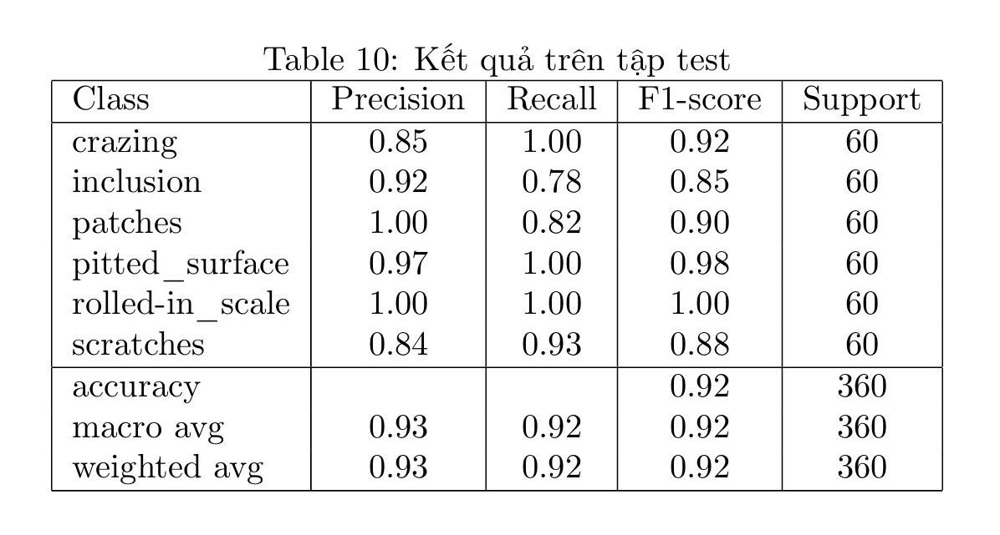 Table 10: Kết quả trên tập test
Class Precision Recall F1-score Support
crazing 0.85 1.00 0.92 60
inclusion 0.92 0.78 0.85 60
patches 1.00 0.82 0.90 60
pitted_surface 0.97 1.00 0.98 60
rolled-in_scale 1.00 1.00 1.00 60
scratches 0.84 0.93 0.88 60
accuracy 0.92 360
macro avg 0.93 0.92 0.92 360
weighted avg 0.93 0.92 0.92 360